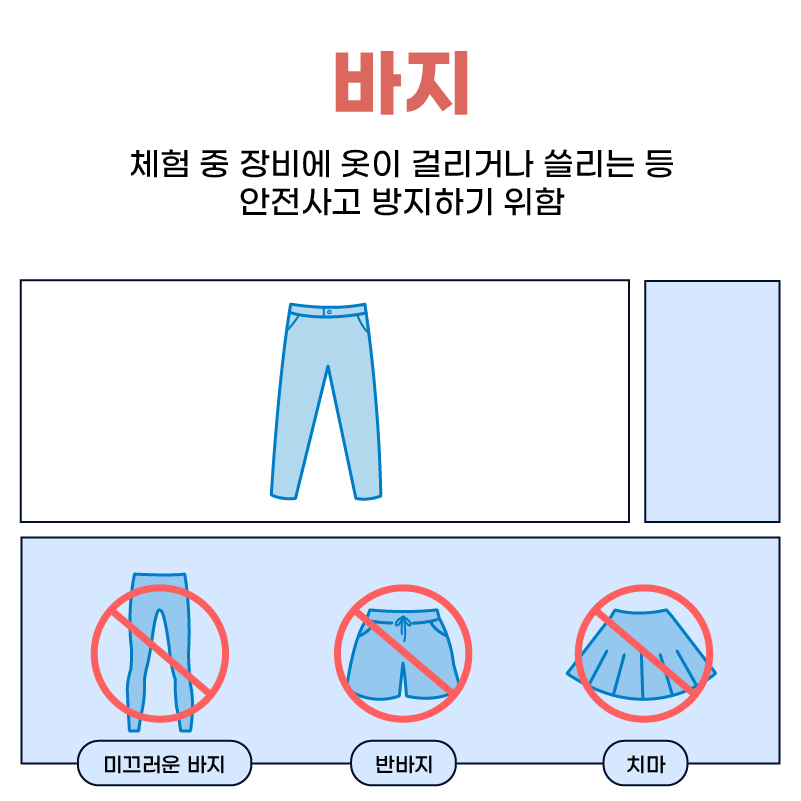 바지
체험 중 장비에 옷이 걸리거나 쓸리는 등
안전사고 방지하기 위함
미끄러운 바지
반바지
치마